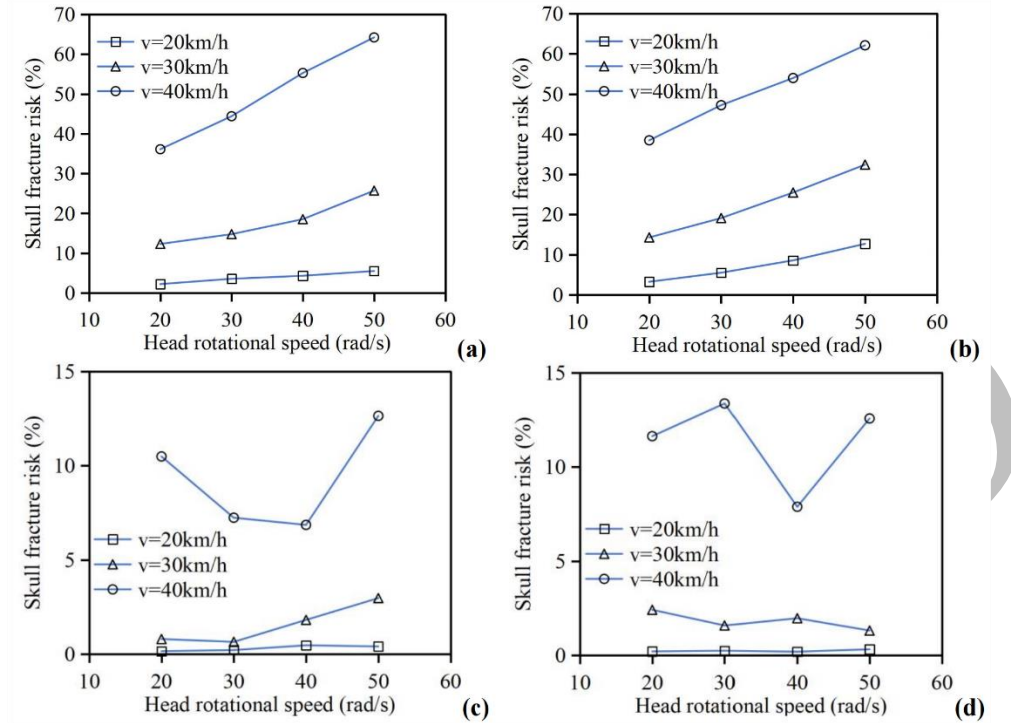 70
60
50
40
30
20
10
0
Skull fracture risk (%)
v=20km/h
v=30km/h
v=40km/h
10 20 30 40 50 60
Head rotational speed (rad/s)
(a)
70
60
50
40
30
20
10
0
Skull fracture risk (%)
v=20km/h
v=30km/h
v=40km/h
10 20 30 40 50 60
Head rotational speed (rad/s)
(b)
15
10
5
0
Skull fracture risk (%)
v=20km/h
v=30km/h
v=40km/h
10 20 30 40 50 60
Head rotational speed (rad/s)
(c)
15
10
5
0
Skull fracture risk (%)
v=20km/h
v=30km/h
v=40km/h
10 20 30 40 50 60
Head rotational speed (rad/s)
(d)